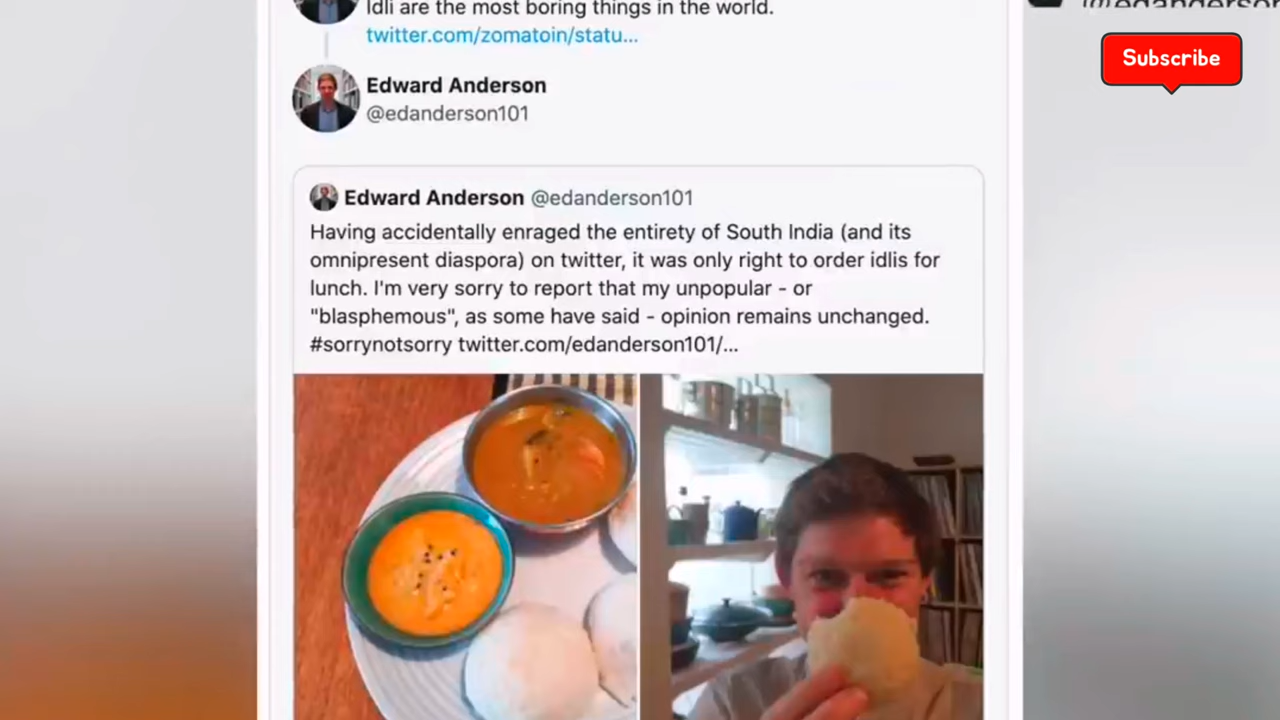 Idli are the most boring things in the world.
twitter.com/zomatoin/statu...
Edward Anderson
@edanderson101
Edward Anderson @edanderson101
Having accidentally enraged the entirety of South India (and its
omnipresent diaspora) on twitter, it was only right to order idlis for
lunch. I'm very sorry to report that my unpopular - or
"blasphemous", as some have said - opinion remains unchanged.
#sorrynotsorry twitter.com/edanderson101/...
Subscribe